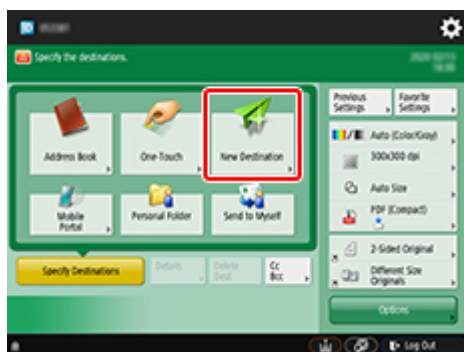 Specify the destinations.
Previous Settings
Favorite Settings
Address Book
One-Touch
New Destination
Auto (Color/Gray)
300x300 dpi
Auto Size
PDF (Compact)
Mobile Portal
Personal Folder
Send to Myself
2-Sided Original
Different Size Originals
Specify Destinations
Details
Delete Dest.
Cc Bcc
Options
Log Out